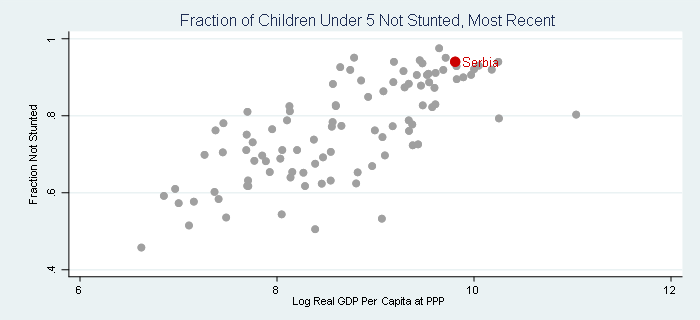 Fraction of Children Under 5 Not Stunted, Most Recent
Fraction Not Stunted
1
.8
.6
.4
Serbia
6
8
10
12
Log Real GDP Per Capita at PPP